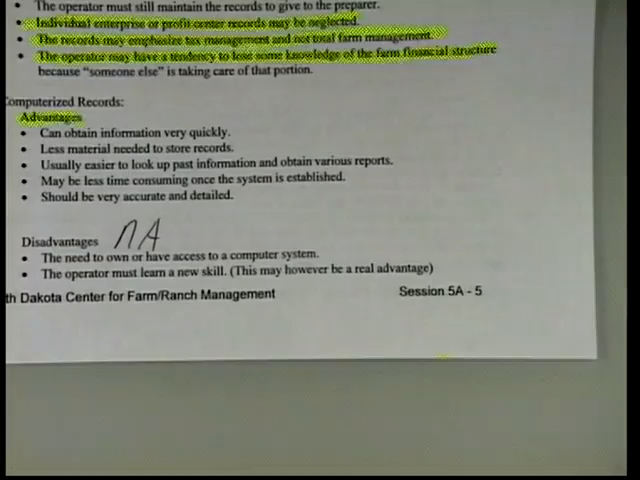 • The operator must still maintain the records to give to the preparer.
• Individual enterprise or profit center records may be neglected.
• The records may emphasize tax management and not total farm management.
• The operator may have a tendency to lose some knowledge of the farm financial structure
because “someone else” is taking care of that portion.
Computerized Records:
Advantages
• Can obtain information very quickly.
• Less material needed to store records.
• Usually easier to look up past information and obtain various reports.
• May be less time consuming once the system is established.
• Should be very accurate and detailed.
Disadvantages NA
• The need to own or have access to a computer system.
• The operator must learn a new skill. (This may however be a real advantage)
th Dakota Center for Farm/Ranch Management Session 5A - 5